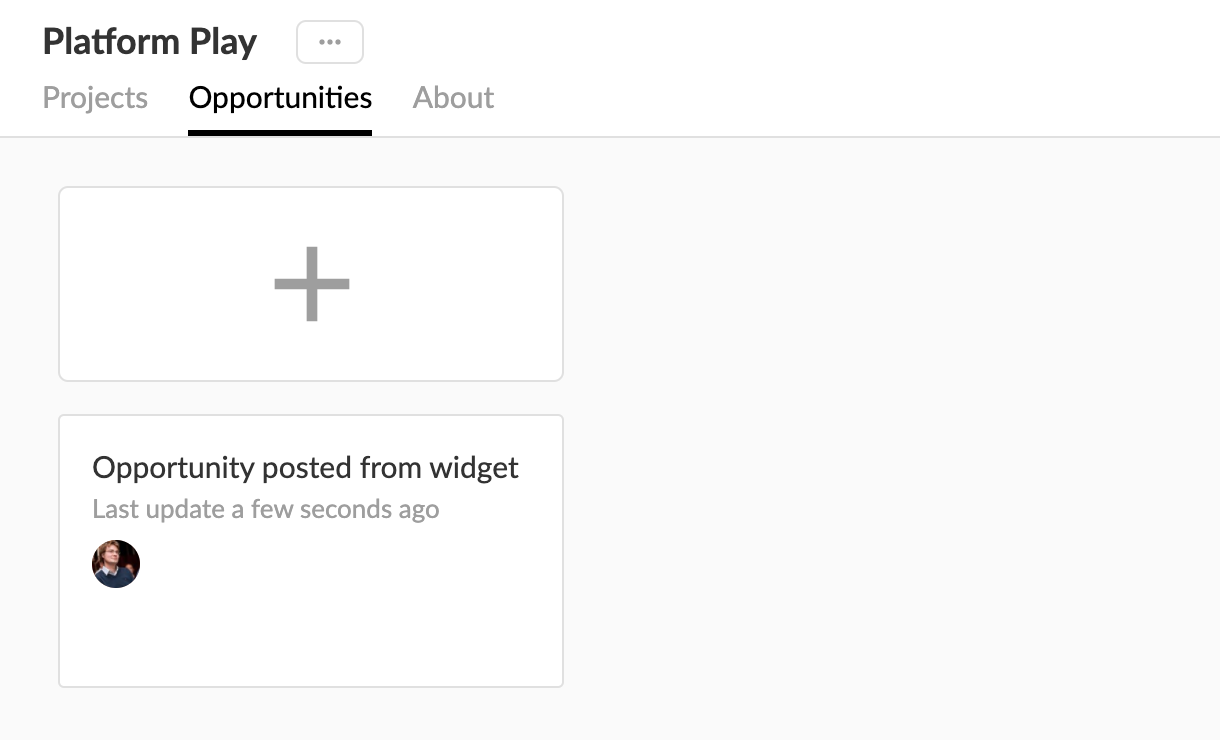 Platform Play
Projects Opportunities About
Opportunity posted from widget
Last update a few seconds ago